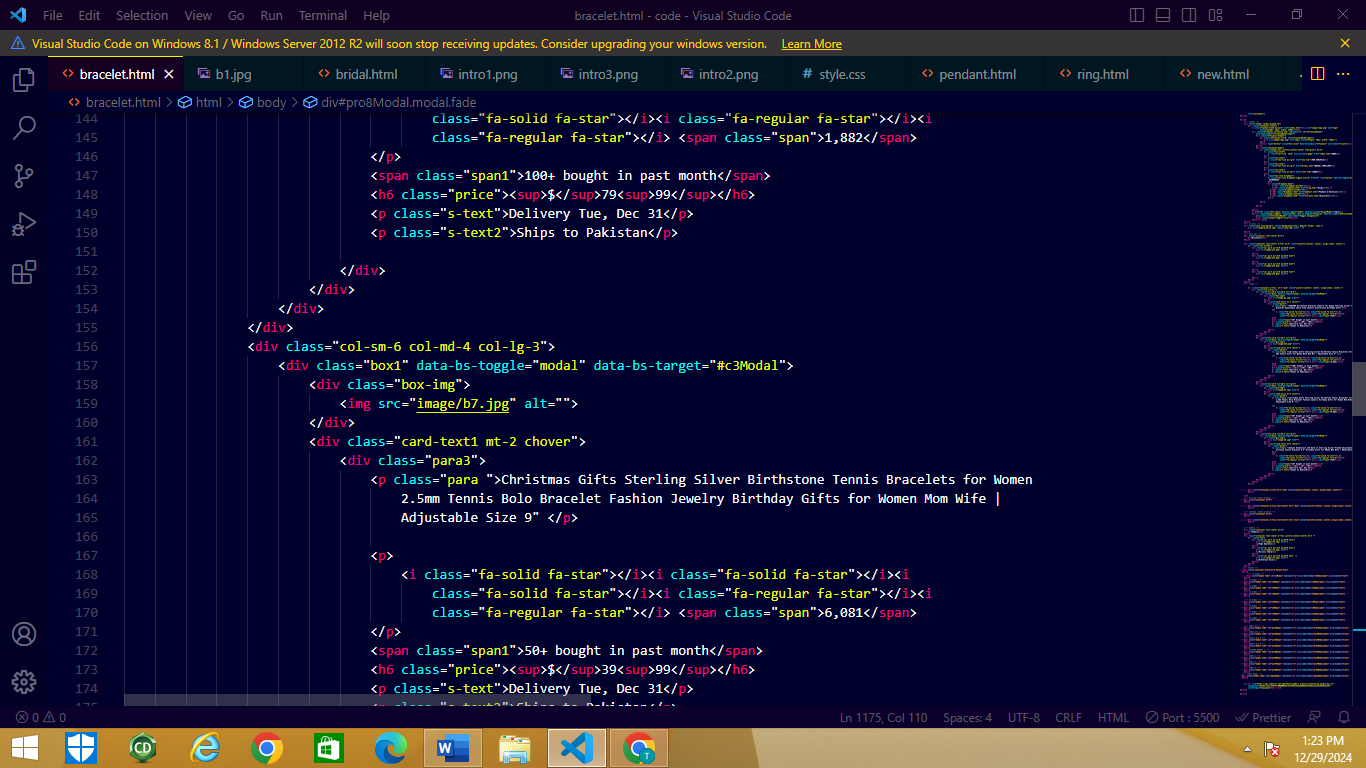 File Edit Selection View Go Run Terminal Help bracelet.html - code - Visual Studio Code
Visual Studio Code on Windows 8.1 / Windows Server 2012 R2 will soon stop receiving updates. Consider upgrading your windows version. Learn More
bracelet.html b1.jpg bridal.html intro1.png intro3.png intro2.png style.css pendant.html ring.html new.html
bracelet.html > html > body > div#pro8Modal.modal.fade
144 class="fa-solid fa-star"></i><i class="fa-regular fa-star"></i><i
145 class="fa-regular fa-star"></i> <span class="span">1,882</span>
146 </p>
147 <span class="span1">100+ bought in past month</span>
148 <h6 class="price"><sup>$</sup>79<sup>99</sup></h6>
149 <p class="s-text">Delivery Tue, Dec 31</p>
150 <p class="s-text2">Ships to Pakistan</p>
151
152 </div>
153 </div>
154 </div>
155 </div>
156 <div class="col-sm-6 col-md-4 col-lg-3">
157 <div class="box1" data-bs-toggle="modal" data-bs-target="#c3Modal">
158 <div class="box-img">
159 <img src="image/b7.jpg" alt="">
160 </div>
161 <div class="card-text1 mt-2 chover">
162 <div class="para3">
163 <p class="para ">Christmas Gifts Sterling Silver Birthstone Tennis Bracelets for Women
164 2.5mm Tennis Bolo Bracelet Fashion Jewelry Birthday Gifts for Women Mom Wife |
165 Adjustable Size 9" </p>
166
167 <p>
168 <i class="fa-solid fa-star"></i><i class="fa-solid fa-star"></i><i
169 class="fa-solid fa-star"></i><i class="fa-regular fa-star"></i><i
170 class="fa-regular fa-star"></i> <span class="span">6,081</span>
171 </p>
172 <span class="span1">50+ bought in past month</span>
173 <h6 class="price"><sup>$</sup>39<sup>99</sup></h6>
174 <p class="s-text">Delivery Tue, Dec 31</p>
175 <p class="s-text2">Ships to Pakistan</p>
0 0 Ln 1175, Col 110 Spaces: 4 UTF-8 CRLF HTML Port : 5500 Prettier
CD W T 1:23 PM
12/29/2024